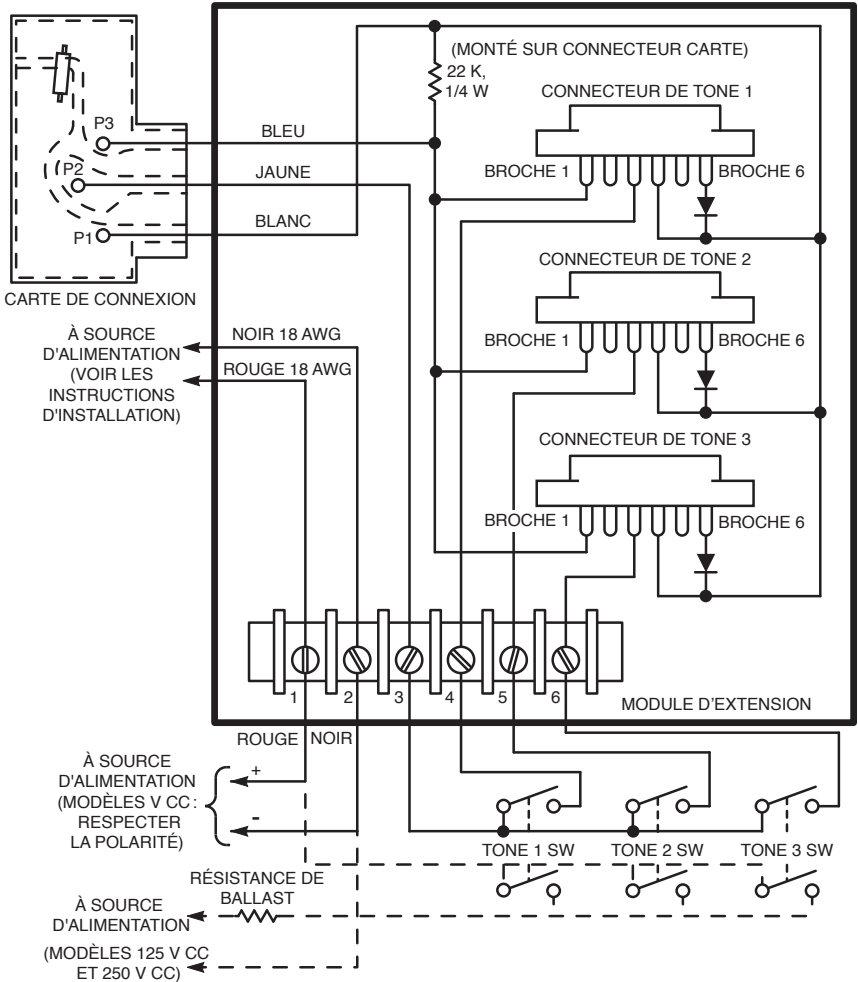 (MONTÉ SUR CONNECTEUR CARTE)
22 K,
1/4 W
CONNECTEUR DE TONE 1
P3
BLEU
BROCHE 1
BROCHE 6
P2
JAUNE
BLANC
P1
CARTE DE CONNEXION
CONNECTEUR DE TONE 2
À SOURCE
D'ALIMENTATION
(VOIR LES
INSTRUCTIONS
D'INSTALLATION)
NOIR 18 AWG
ROUGE 18 AWG
BROCHE 1
BROCHE 6
CONNECTEUR DE TONE 3
BROCHE 1
BROCHE 6
1
2
3
4
5
6
MODULE D'EXTENSION
ROUGE
NOIR
À SOURCE
D'ALIMENTATION
(MODÈLES V CC :
RESPECTER
LA POLARITÉ)
+
-
TONE 1 SW
TONE 2 SW
TONE 3 SW
RÉSISTANCE DE
BALLAST
À SOURCE
D'ALIMENTATION
(MODÈLES 125 V CC
ET 250 V CC)